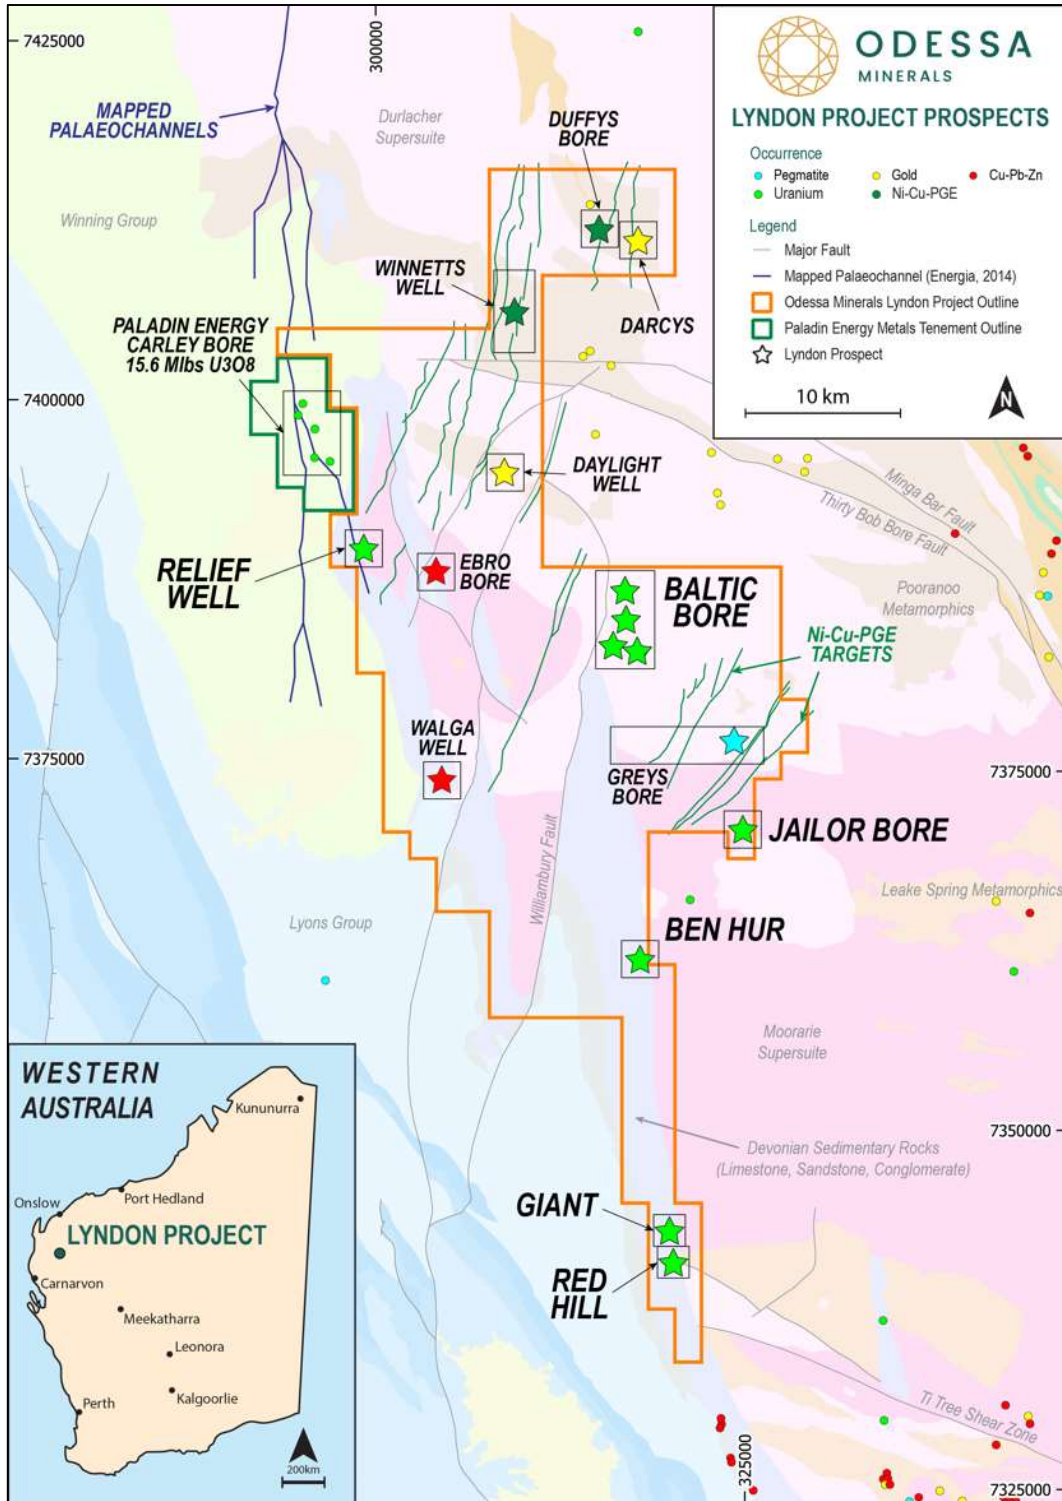 7425000
300000
ODESSA
MINERALS
LYNDON PROJECT PROSPECTS
Occurrence
Pegmatite
Gold
Cu-Pb-Zn
Uranium
Ni-Cu-PGE
Legend
Major Fault
Mapped Palaeochannel (Energia, 2014)
Odessa Minerals Lyndon Project Outline
Paladin Energy Metals Tenement Outline
Lyndon Prospect
10 km
N
MAPPED
PALAEOCHANNELS
Durlacher
Supersuite
DUFFYS
BORE
Winning Group
WINNETTS
WELL
DARCYS
PALADIN ENERGY
CARLEY BORE
15.6 Mlbs U3O8
7400000
DAYLIGHT
WELL
Minga Bar Fault
Thirty Bob Bore Fault
RELIEF
WELL
EBRO
BORE
BALTIC
BORE
Pooranoo
Metamorphics
Ni-Cu-PGE
TARGETS
WALGA
WELL
7375000
GREYS
BORE
7375000
JAILOR BORE
Williambury Fault
Leake Spring Metamorphics
Lyons Group
BEN HUR
Moorarie
Supersuite
7350000
Devonian Sedimentary Rocks
(Limestone, Sandstone, Conglomerate)
GIANT
RED
HILL
Ti Tree Shear Zone
325000
7325000
WESTERN
AUSTRALIA
Kununurra
Port Hedland
Onslow
LYNDON PROJECT
Carnarvon
Meekatharra
Leonora
Kalgoorlie
Perth
200km